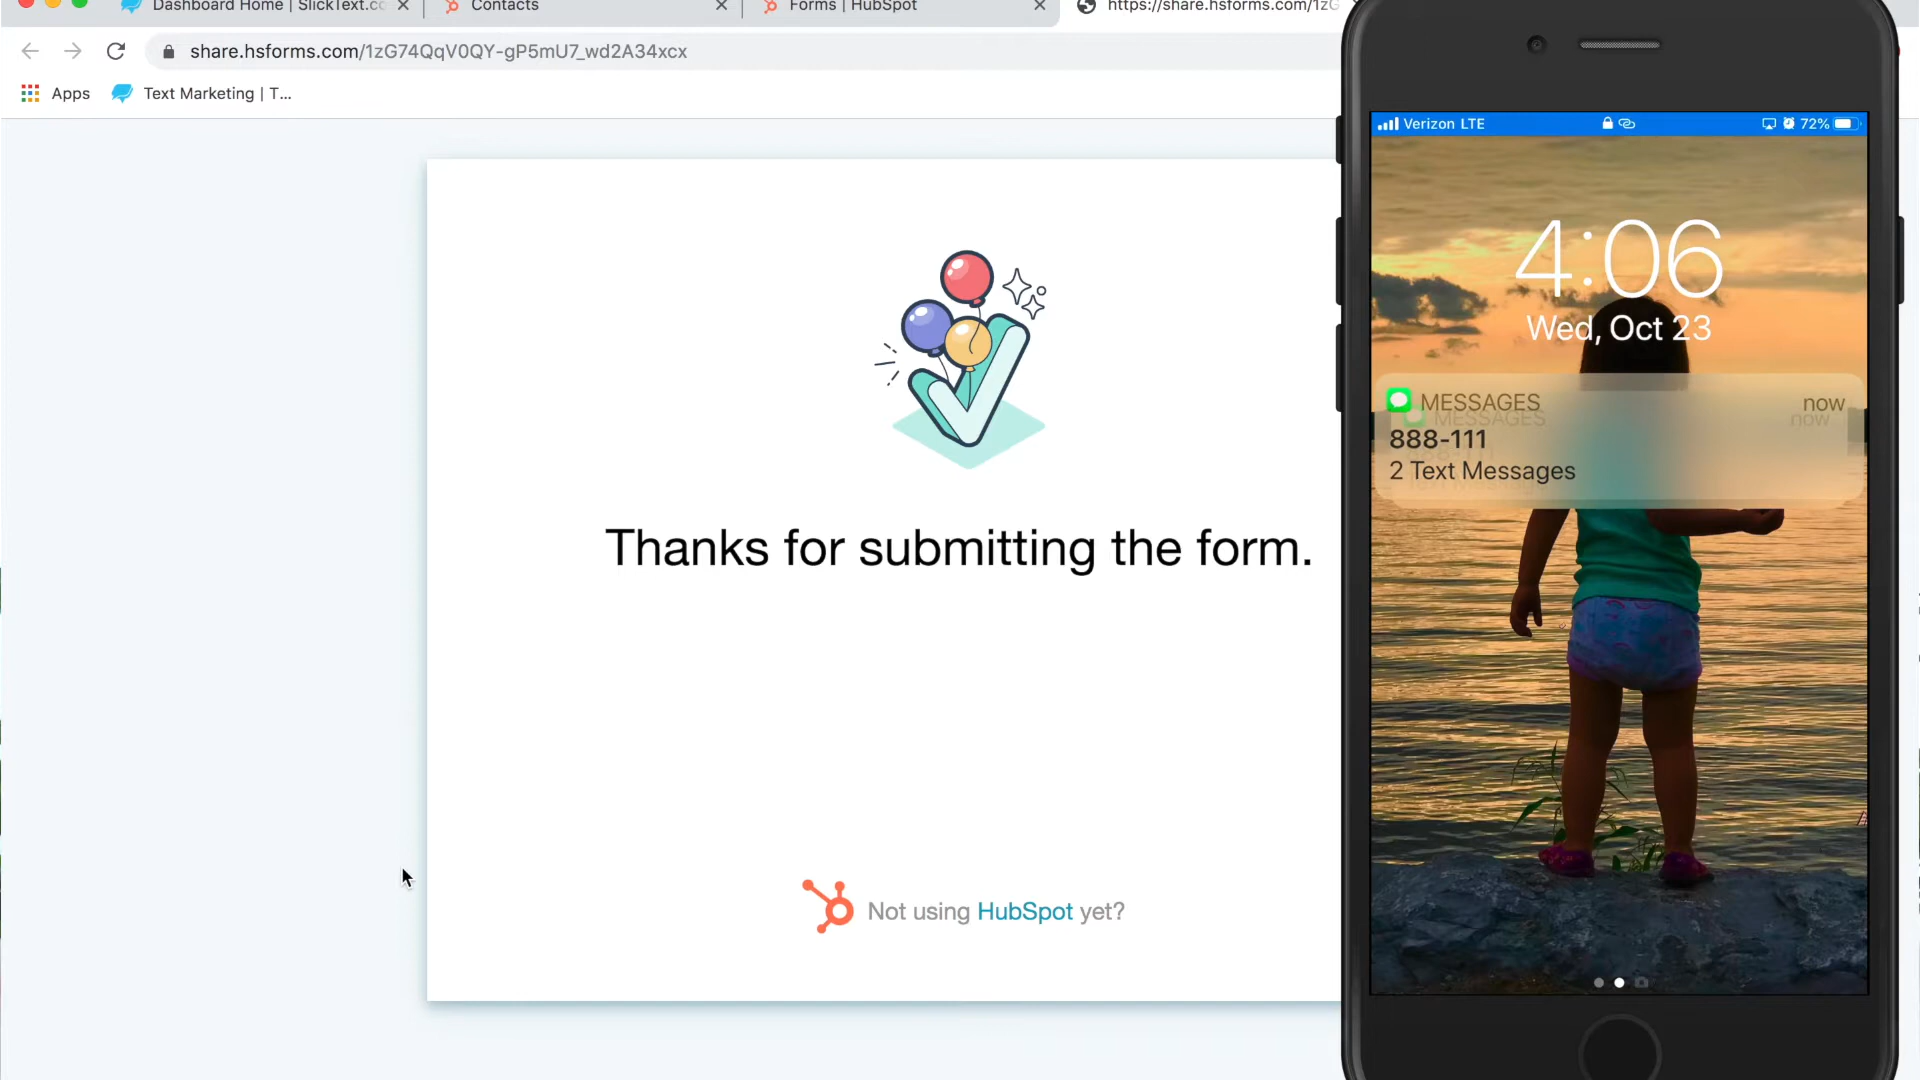 Dashboard Home | SlickText.co
Contacts
Forms | HubSpot
https://share.hsforms.com/1zG
share.hsforms.com/1zG74QqV0QY-gP5mU7_wd2A34xcx
Apps
Text Marketing | T...
Thanks for submitting the form.
Not using HubSpot yet?
Verizon LTE
72%
4:06
Wed, Oct 23
MESSAGES now
MESSAGES now
888-111
2 Text Messages